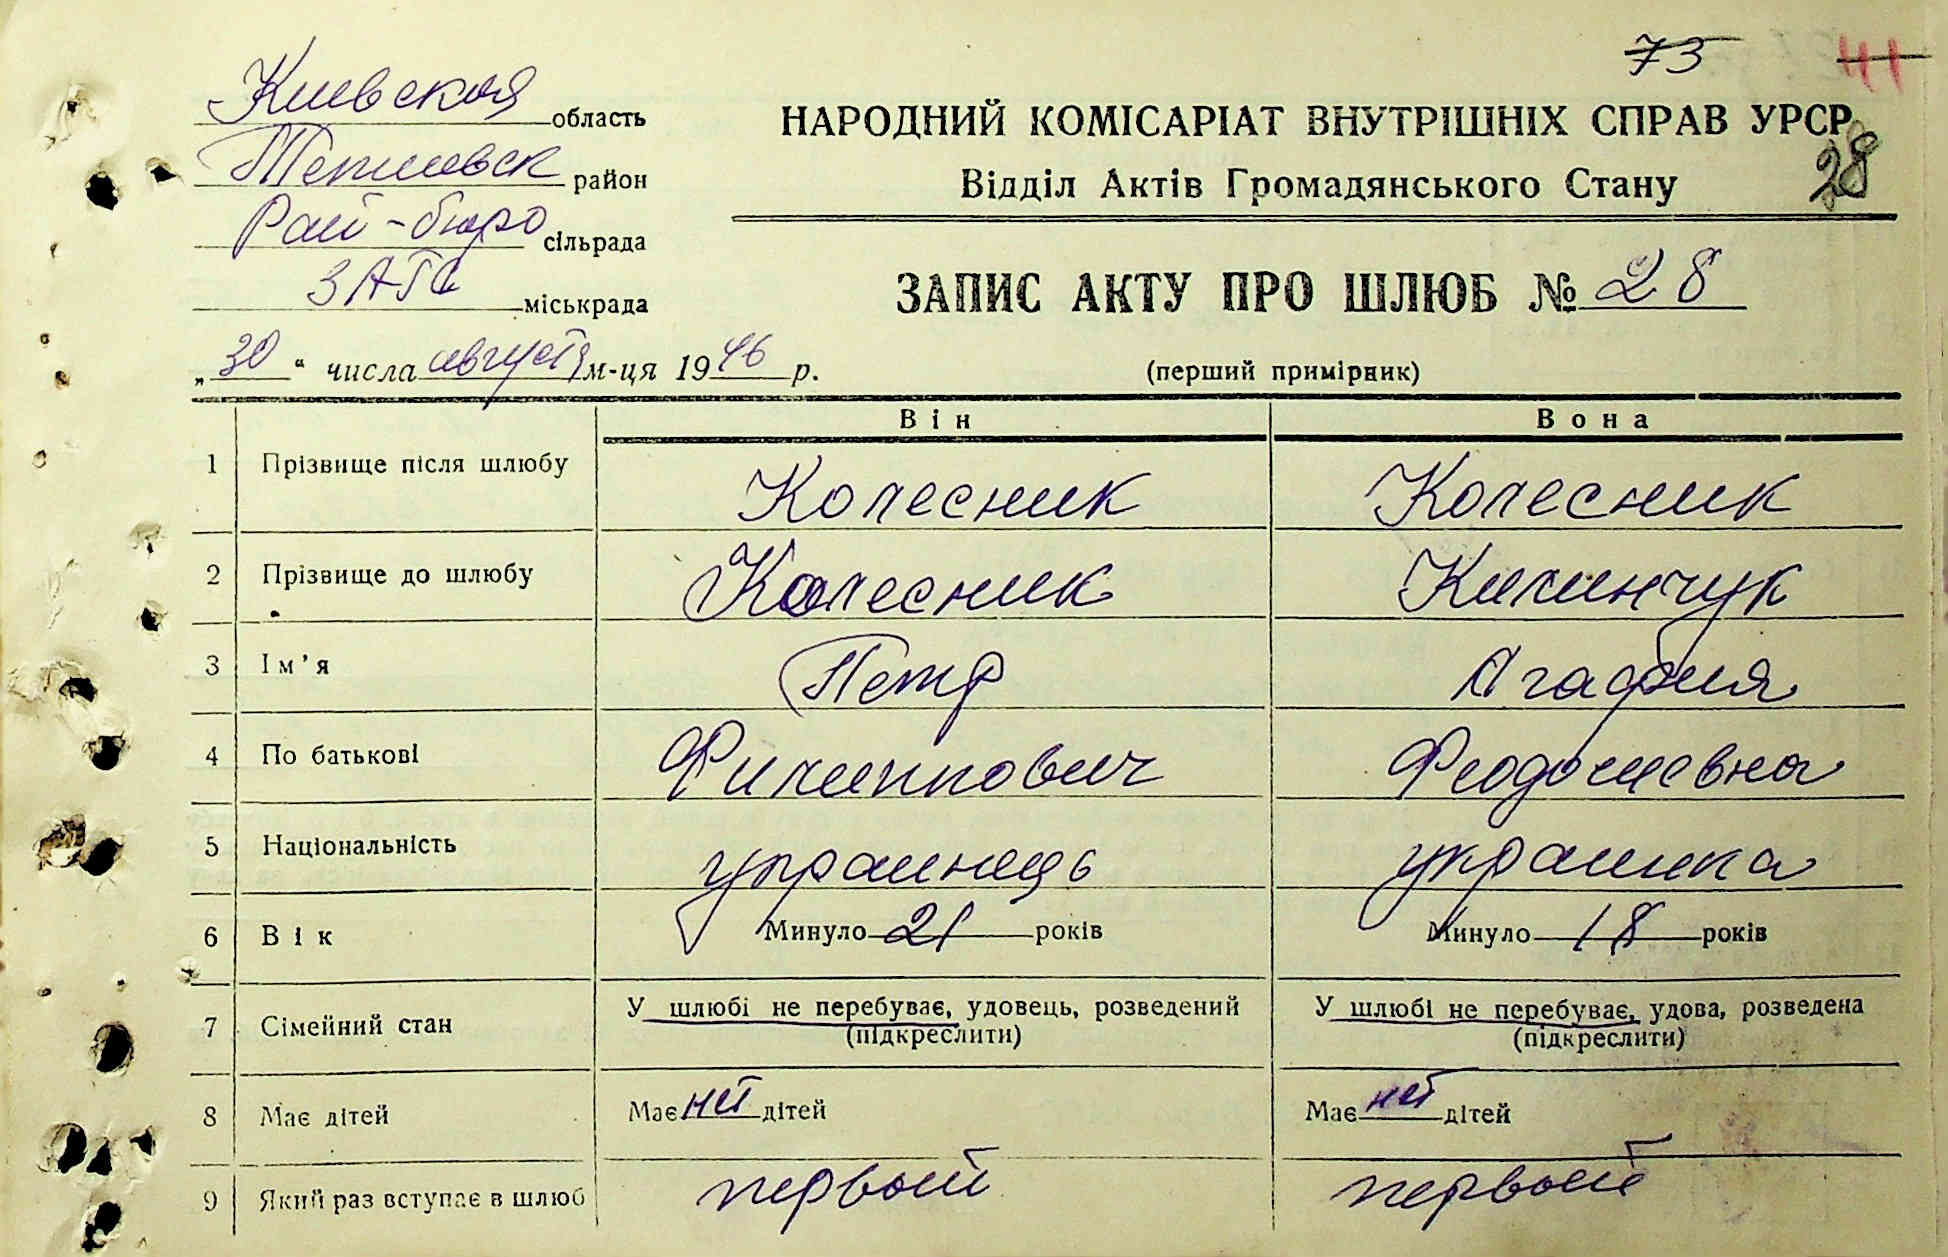 73 41
Киевская область
Тетиевск район
Рай-бюро сільрада
ЗАГС міськрада
НАРОДНИЙ КОМІСАРІАТ ВНУТРІШНІХ СПРАВ УРСР
Відділ Актів Громадянського Стану
28
ЗАПИС АКТУ ПРО ШЛЮБ № 28
„30“ числа августа м-ця 1946 р.
(перший примірник)
Він Вона
1 Прізвище після шлюбу Колесник Колесник
2 Прізвище до шлюбу Колесник Килинчук
3 Ім'я Петр Агафия
4 По батькові Филиппович Феодосиевна
5 Національність украинець украинка
6 Вік Минуло 21 років Минуло 18 років
7 Сімейний стан У шлюбі не перебуває, удовець, розведений У шлюбі не перебуває, удова, розведена
(підкреслити) (підкреслити)
8 Має дітей Має нет дітей Має нет дітей
9 Який раз вступає в шлюб первый первый